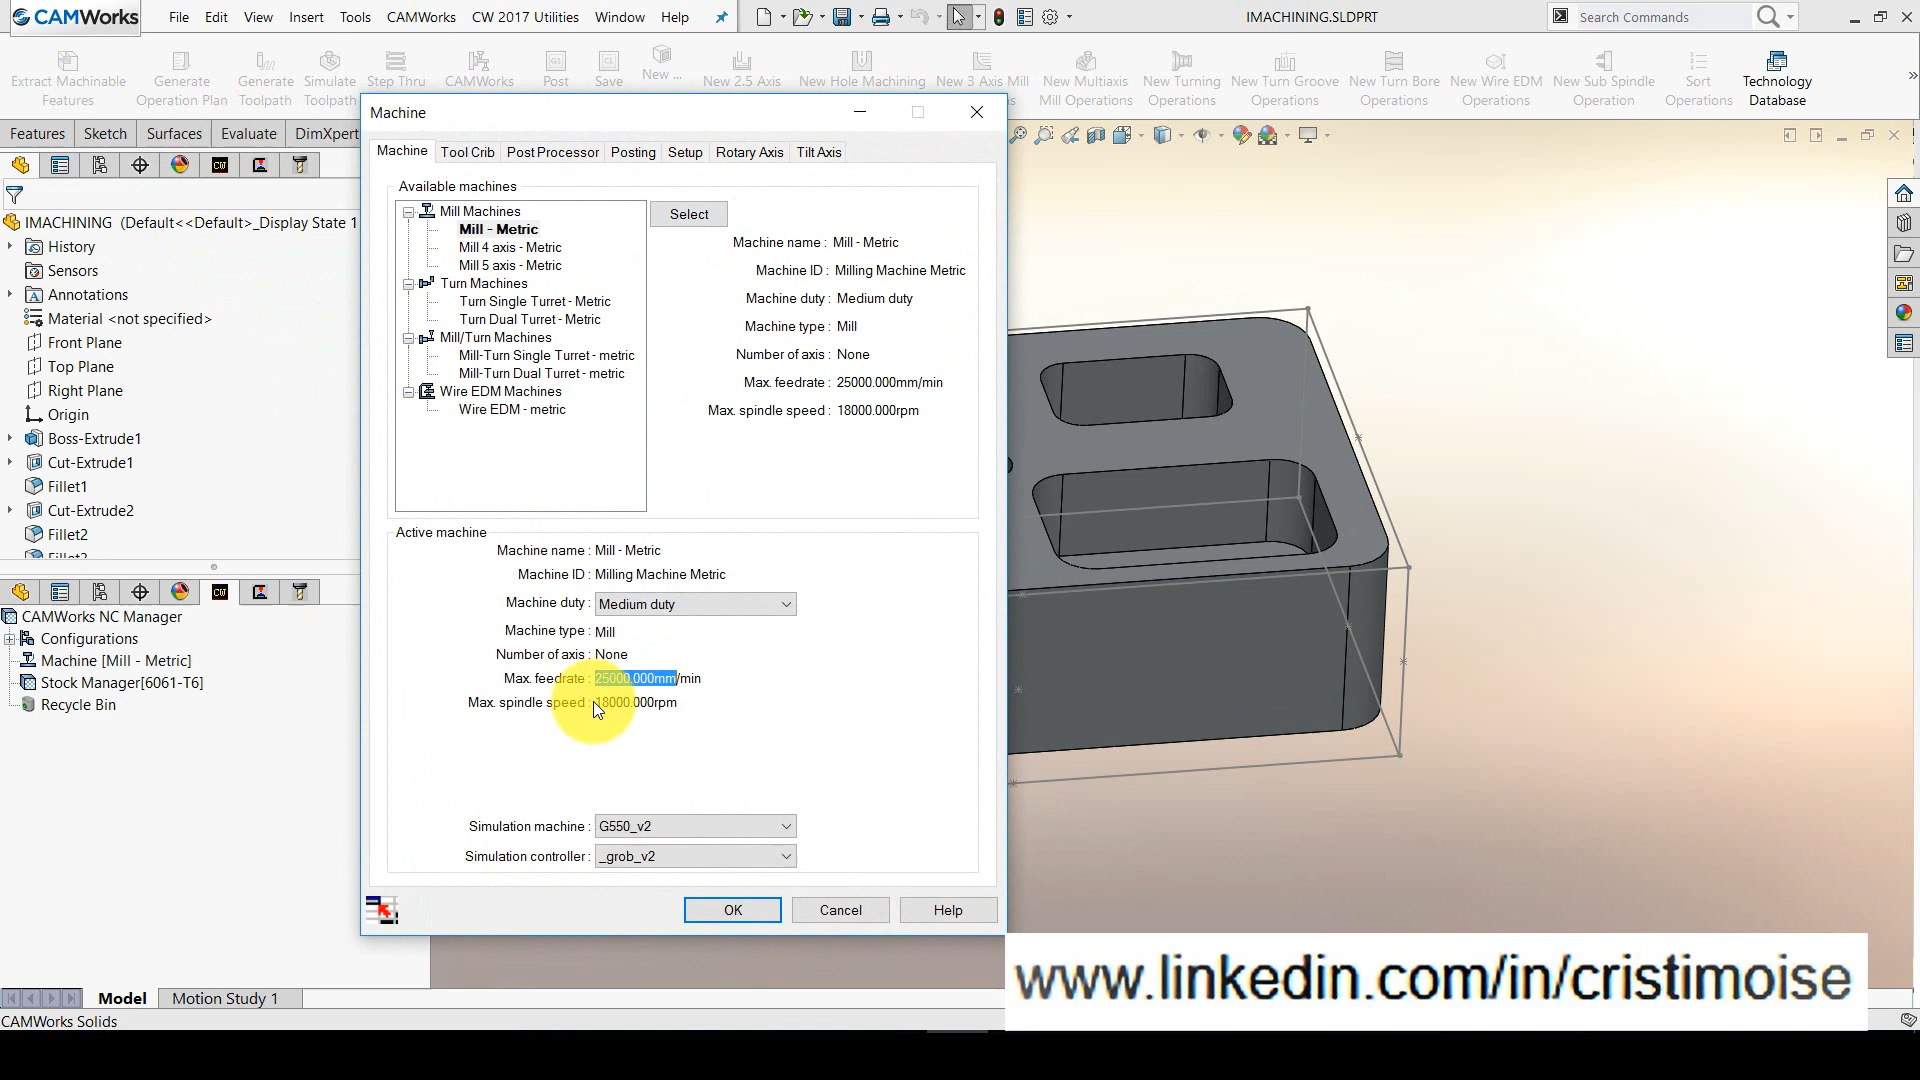 CAMWorks File Edit View Insert Tools CAMWorks CW 2017 Utilities Window Help IMACHINING.SLDPRT Search Commands
Extract Machinable Features
Generate Operation Plan
Generate Toolpath
Simulate Toolpath
Step Thru
CAMWorks
Post
Save
New ...
New 2.5 Axis
New Hole Machining
New 3 Axis Mill
New Multiaxis Mill Operations
New Turning Operations
New Turn Groove Operations
New Turn Bore Operations
New Wire EDM Operations
New Sub Spindle Operation
Sort Operations
Technology Database
Features Sketch Surfaces Evaluate DimXpert
IMACHINING (Default<<Default>_Display State 1
History
Sensors
Annotations
Material <not specified>
Front Plane
Top Plane
Right Plane
Origin
Boss-Extrude1
Cut-Extrude1
Fillet1
Cut-Extrude2
Fillet2
CAMWorks NC Manager
Configurations
Machine [Mill - Metric]
Stock Manager[6061-T6]
Recycle Bin
Machine
Machine Tool Crib Post Processor Posting Setup Rotary Axis Tilt Axis
Available machines
Mill Machines
Mill - Metric
Mill 4 axis - Metric
Mill 5 axis - Metric
Turn Machines
Turn Single Turret - Metric
Turn Dual Turret - Metric
Mill/Turn Machines
Mill-Turn Single Turret - metric
Mill-Turn Dual Turret - metric
Wire EDM Machines
Wire EDM - metric
Select
Machine name : Mill - Metric
Machine ID : Milling Machine Metric
Machine duty : Medium duty
Machine type : Mill
Number of axis : None
Max. feedrate : 25000.000mm/min
Max. spindle speed : 18000.000rpm
Active machine
Machine name : Mill - Metric
Machine ID : Milling Machine Metric
Machine duty : Medium duty
Machine type : Mill
Number of axis : None
Max. feedrate : 25000.000mm/min
Max. spindle speed : 18000.000rpm
Simulation machine : G550_v2
Simulation controller : _grob_v2
OK Cancel Help
www.linkedin.com/in/cristimoise
Model Motion Study 1
CAMWorks Solids